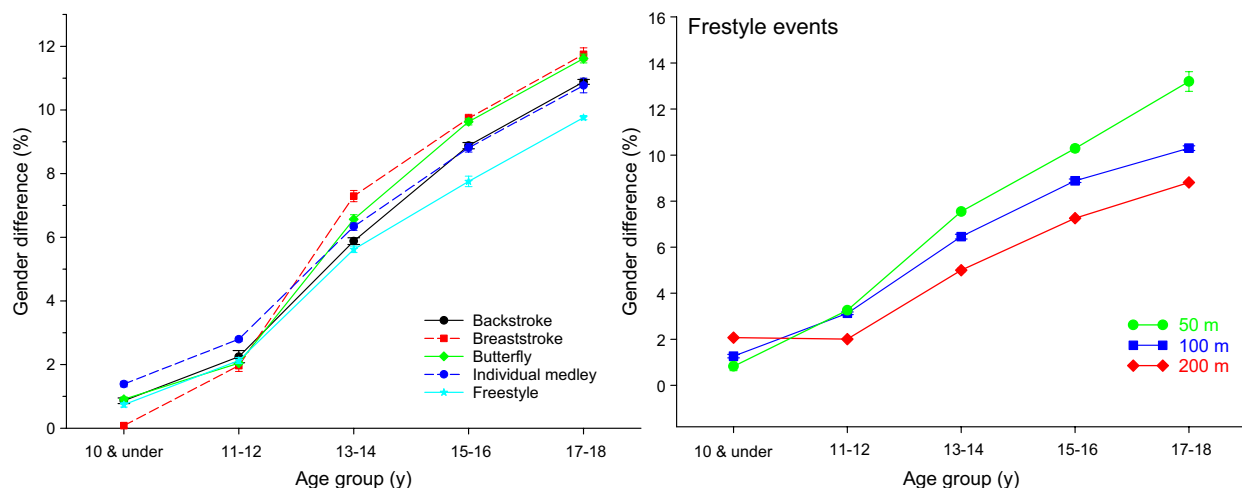 12
10
8
6
4
2
0
Gender difference (%)
Backstroke
Breaststroke
Butterfly
Individual medley
Freestyle
10 & under 11-12 13-14 15-16 17-18
Age group (y)
Frestyle events
16
14
12
10
8
6
4
2
0
Gender difference (%)
50 m
100 m
200 m
10 & under 11-12 13-14 15-16 17-18
Age group (y)